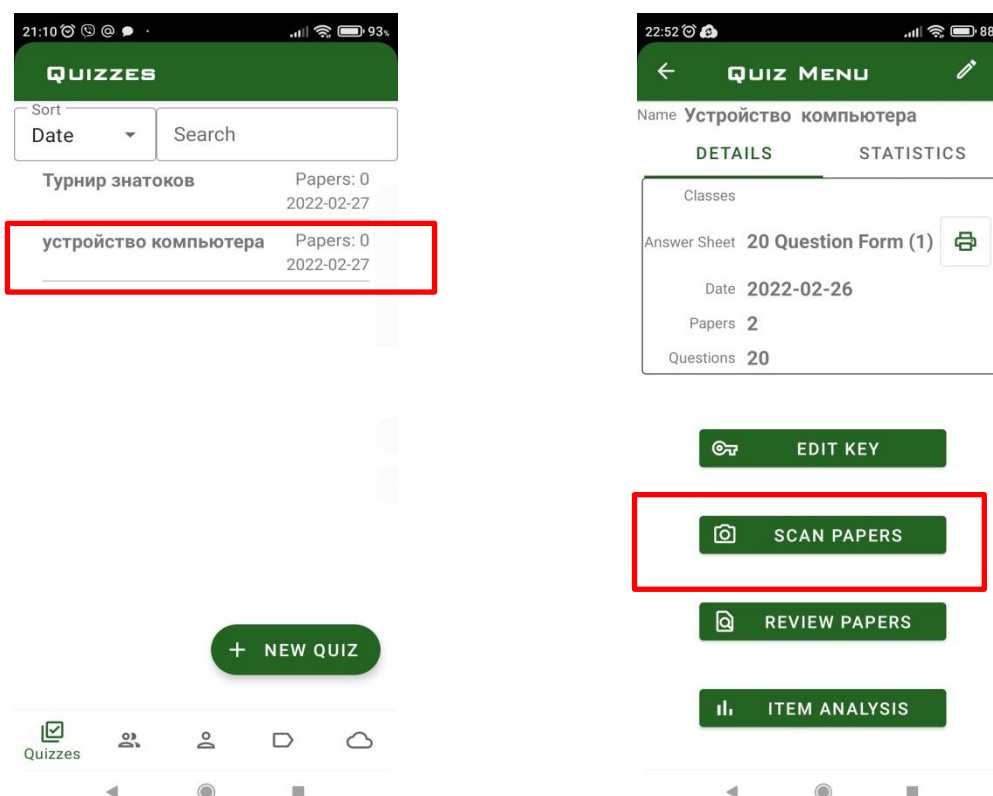 21:10 93%
Quizzes
Sort
Date Search
Турнир знатоков Papers: 0
2022-02-27
устройство компьютера Papers: 0
2022-02-27
+ NEW QUIZ
Quizzes
22:52 88
Quiz Menu
Name Устройство компьютера
DETAILS STATISTICS
Classes
Answer Sheet 20 Question Form (1)
Date 2022-02-26
Papers 2
Questions 20
EDIT KEY
SCAN PAPERS
REVIEW PAPERS
ITEM ANALYSIS